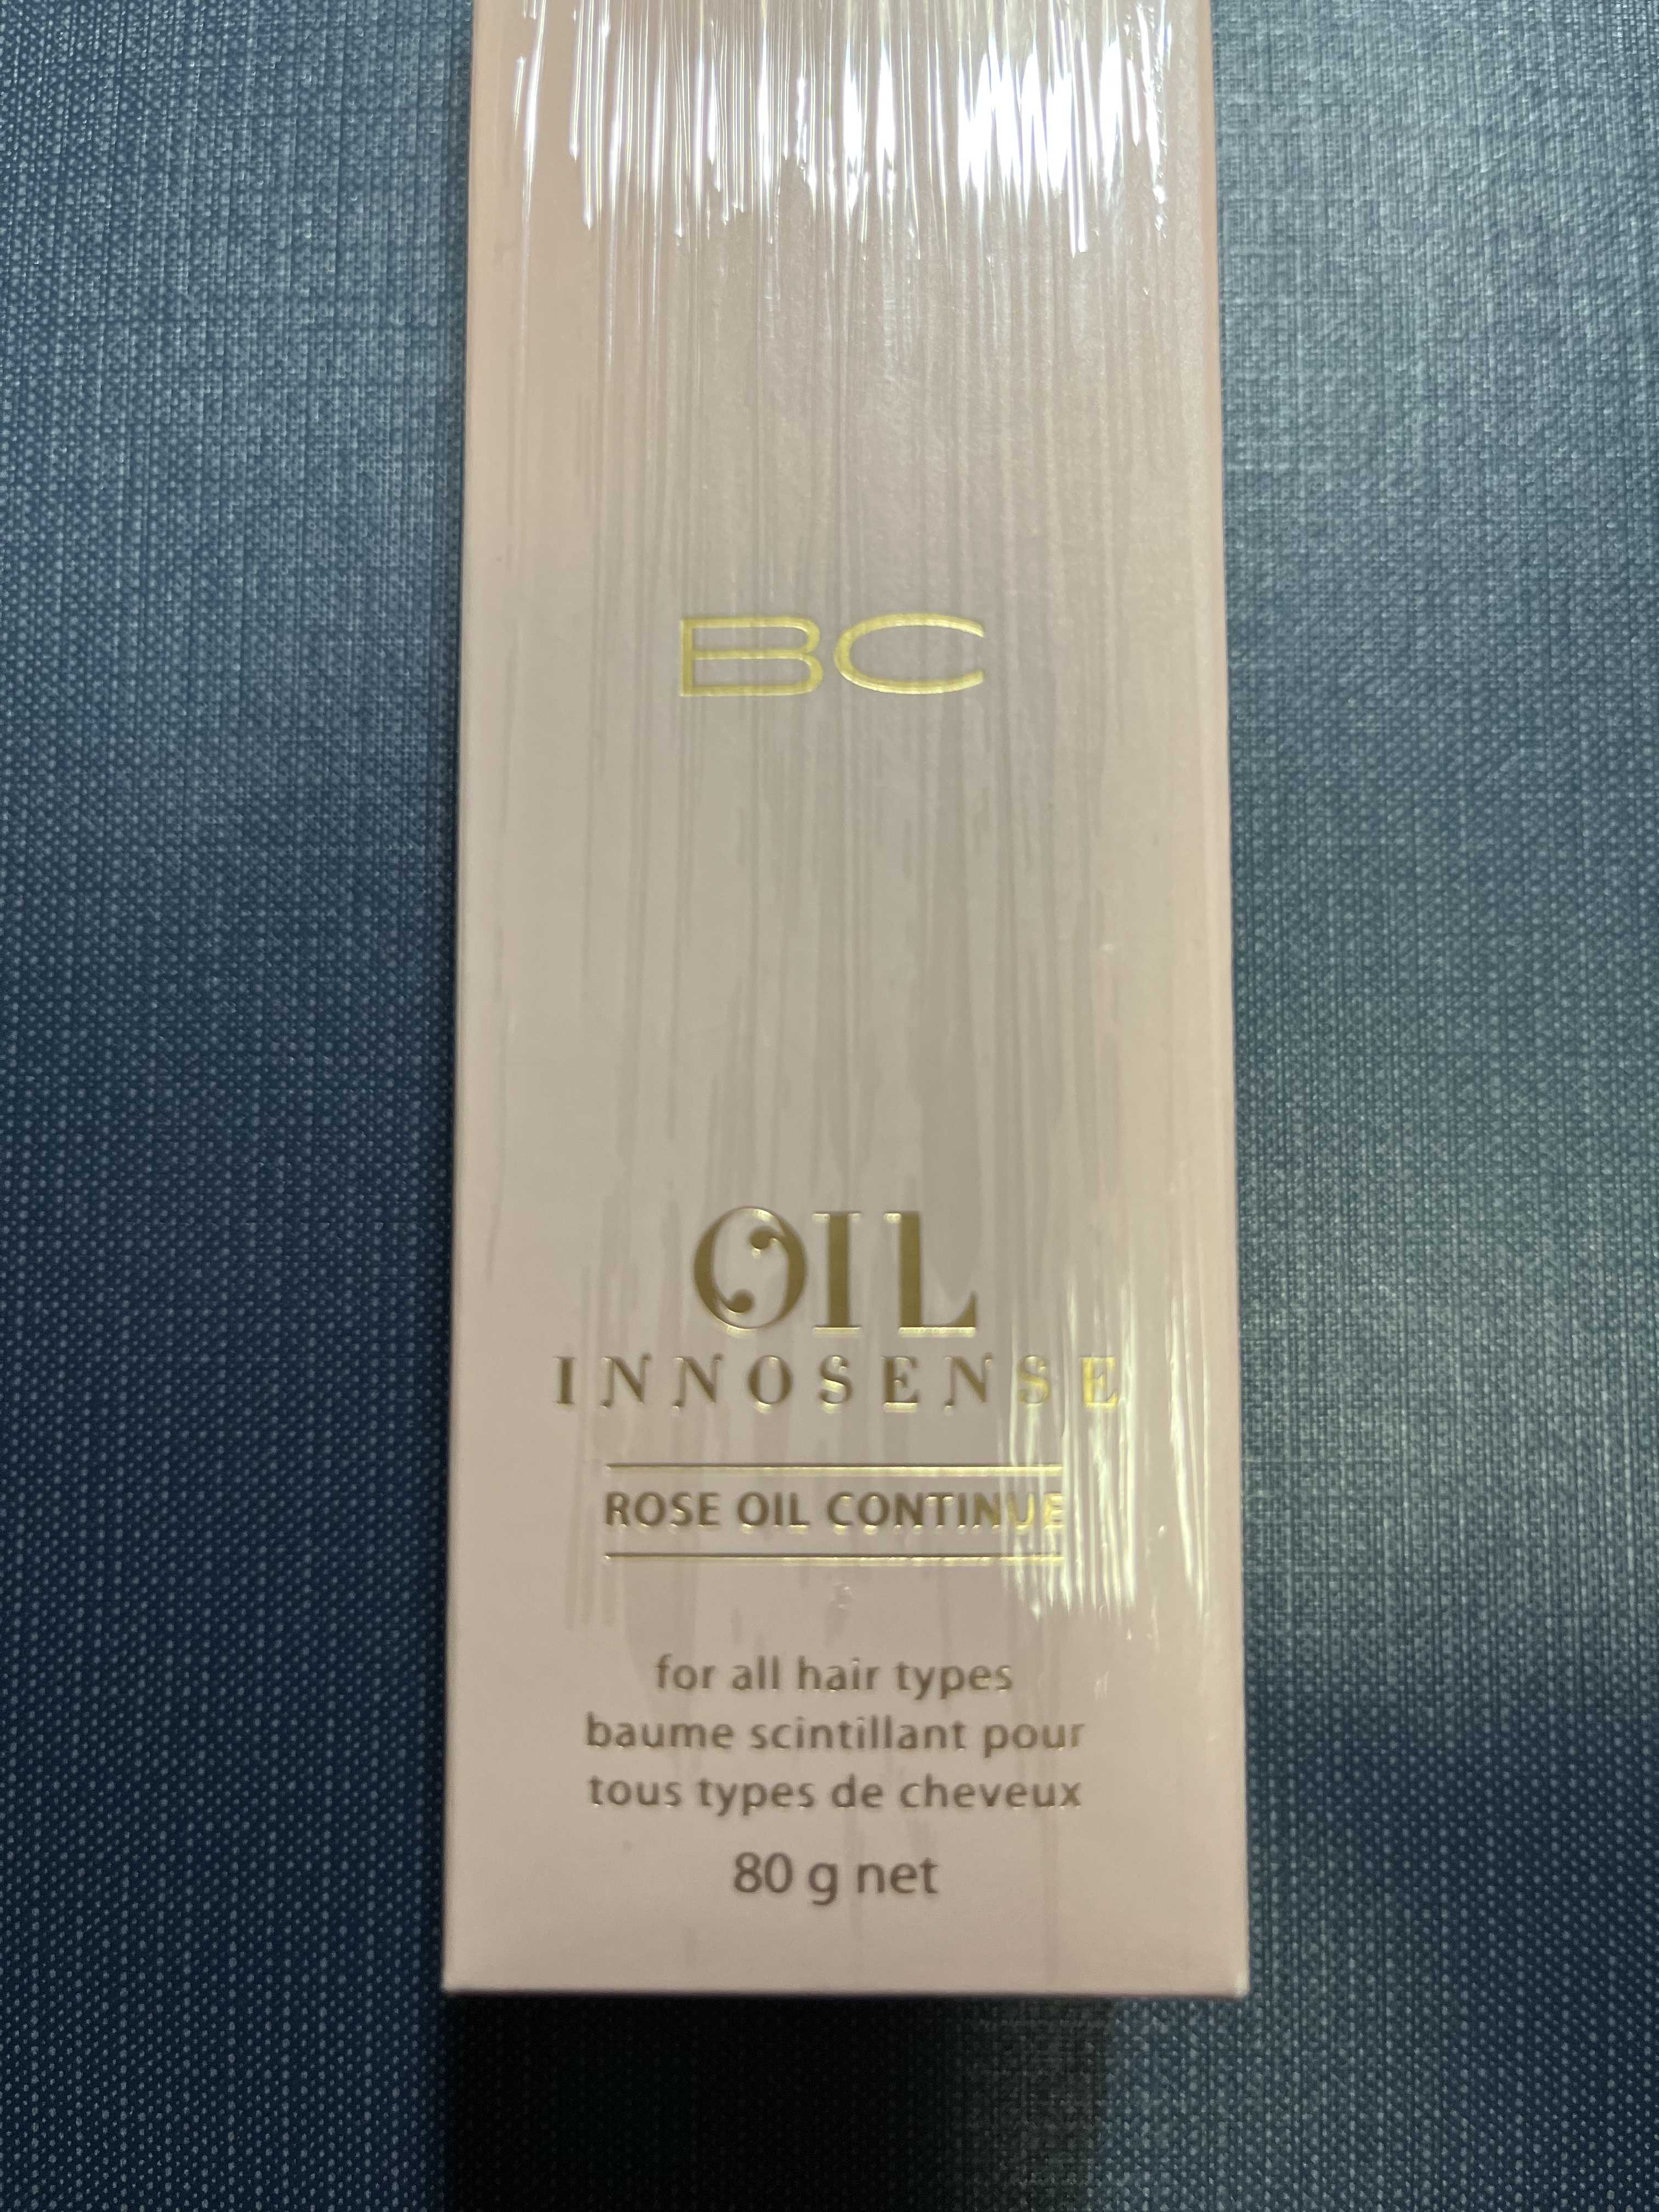 BC
OIL
INNOSENSE
ROSE OIL CONTINUE
for all hair types
baume scintillant pour
tous types de cheveux
80 g net